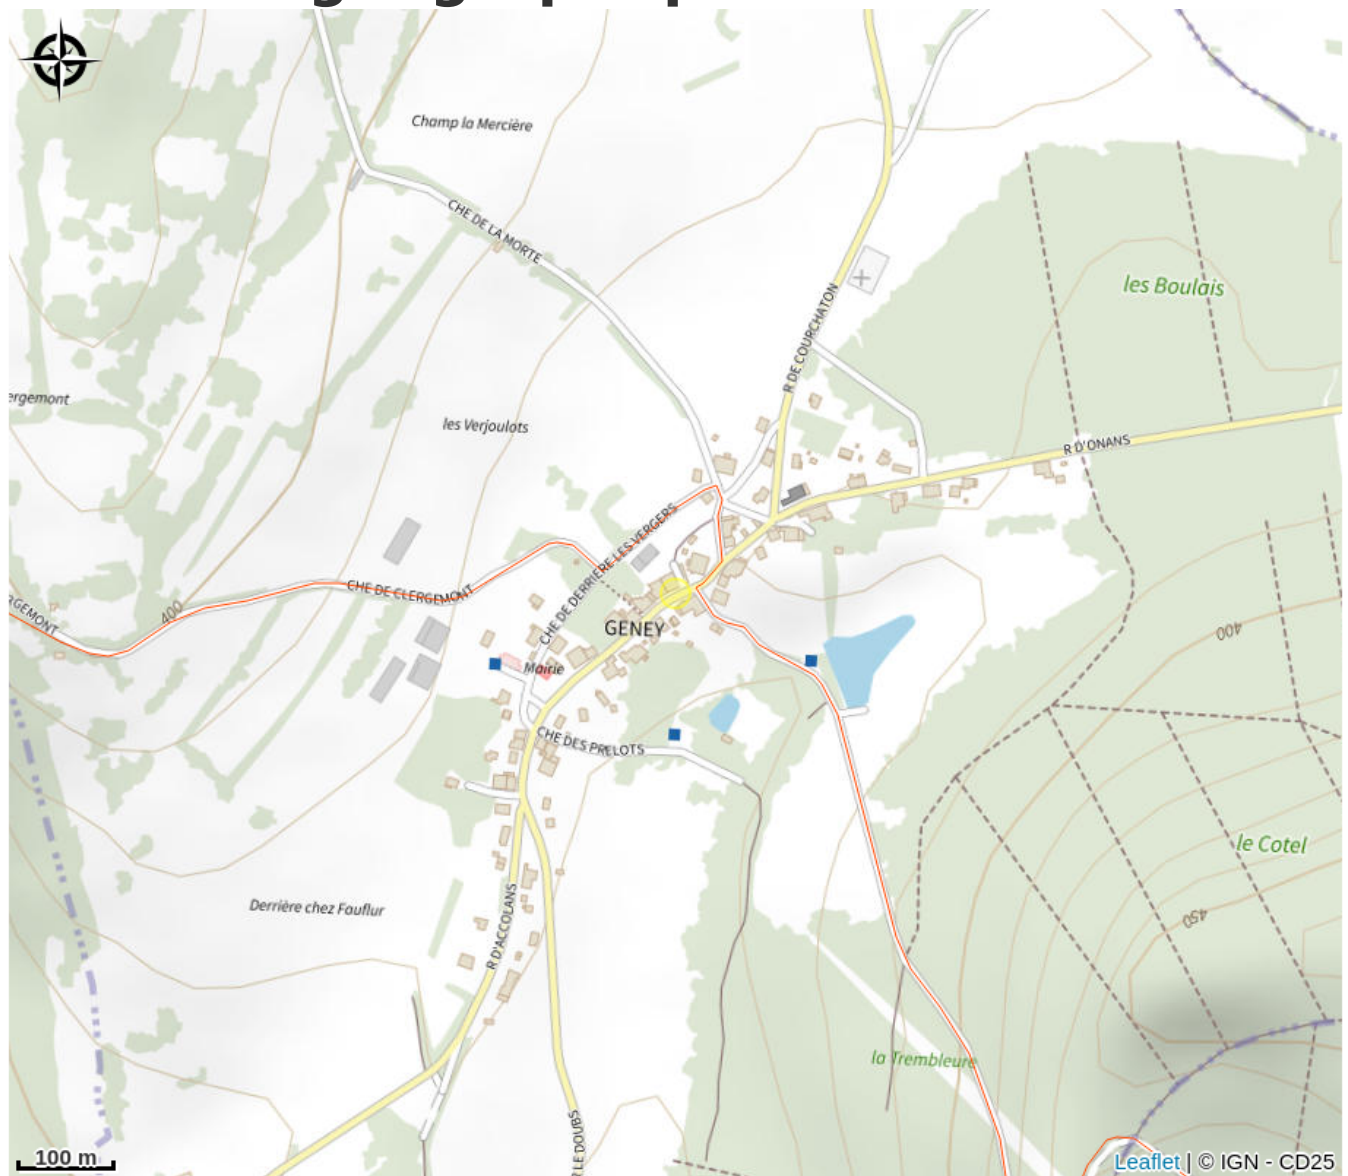 Champ la Mercière
CHE DE LA MORTE
les Boulais
R DE COURCHATON
ergemont
les Verjoulots
R D'ONANS
CHE DE DERRIERE LES VERGERS
CHE DE CLERGEMONT
RGEMONT
400
GENEY
400
Mairie
CHE DES PRELOTS
le Cotel
Derrière chez Fauflur
450
R D'ACCOLANS
la Trembleure
LE DOUBS
100 m
Leaflet | © IGN - CD25